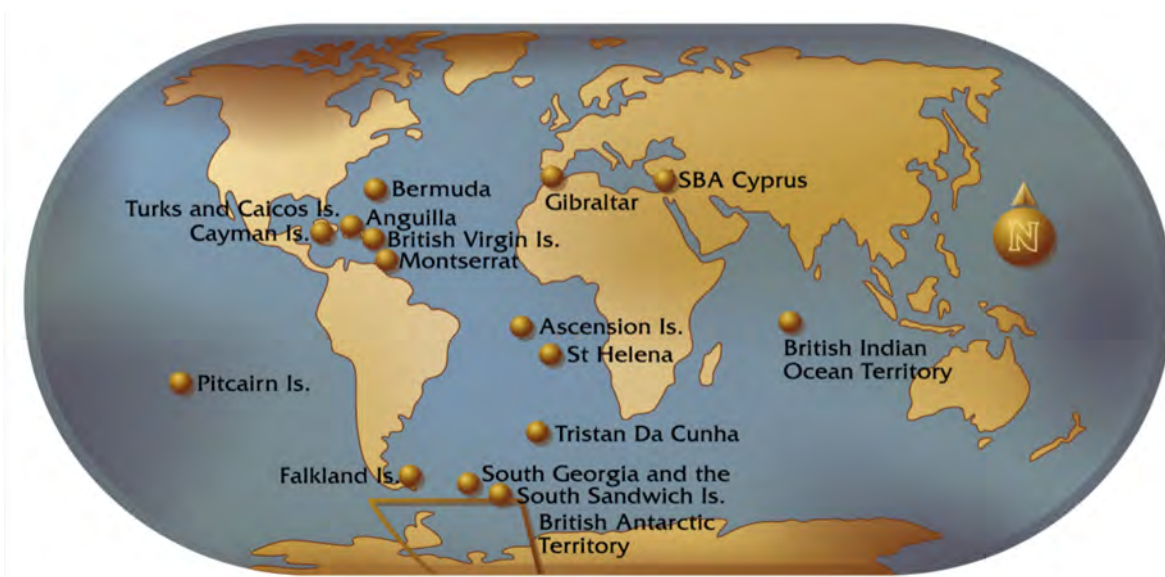 Bermuda
SBA Cyprus
Gibraltar
Turks and Caicos Is.
Anguilla
Cayman Is.
British Virgin Is.
Montserrat
N
Ascension Is.
St Helena
British Indian
Ocean Territory
Pitcairn Is.
Tristan Da Cunha
Falkland Is.
South Georgia and the
South Sandwich Is.
British Antarctic
Territory